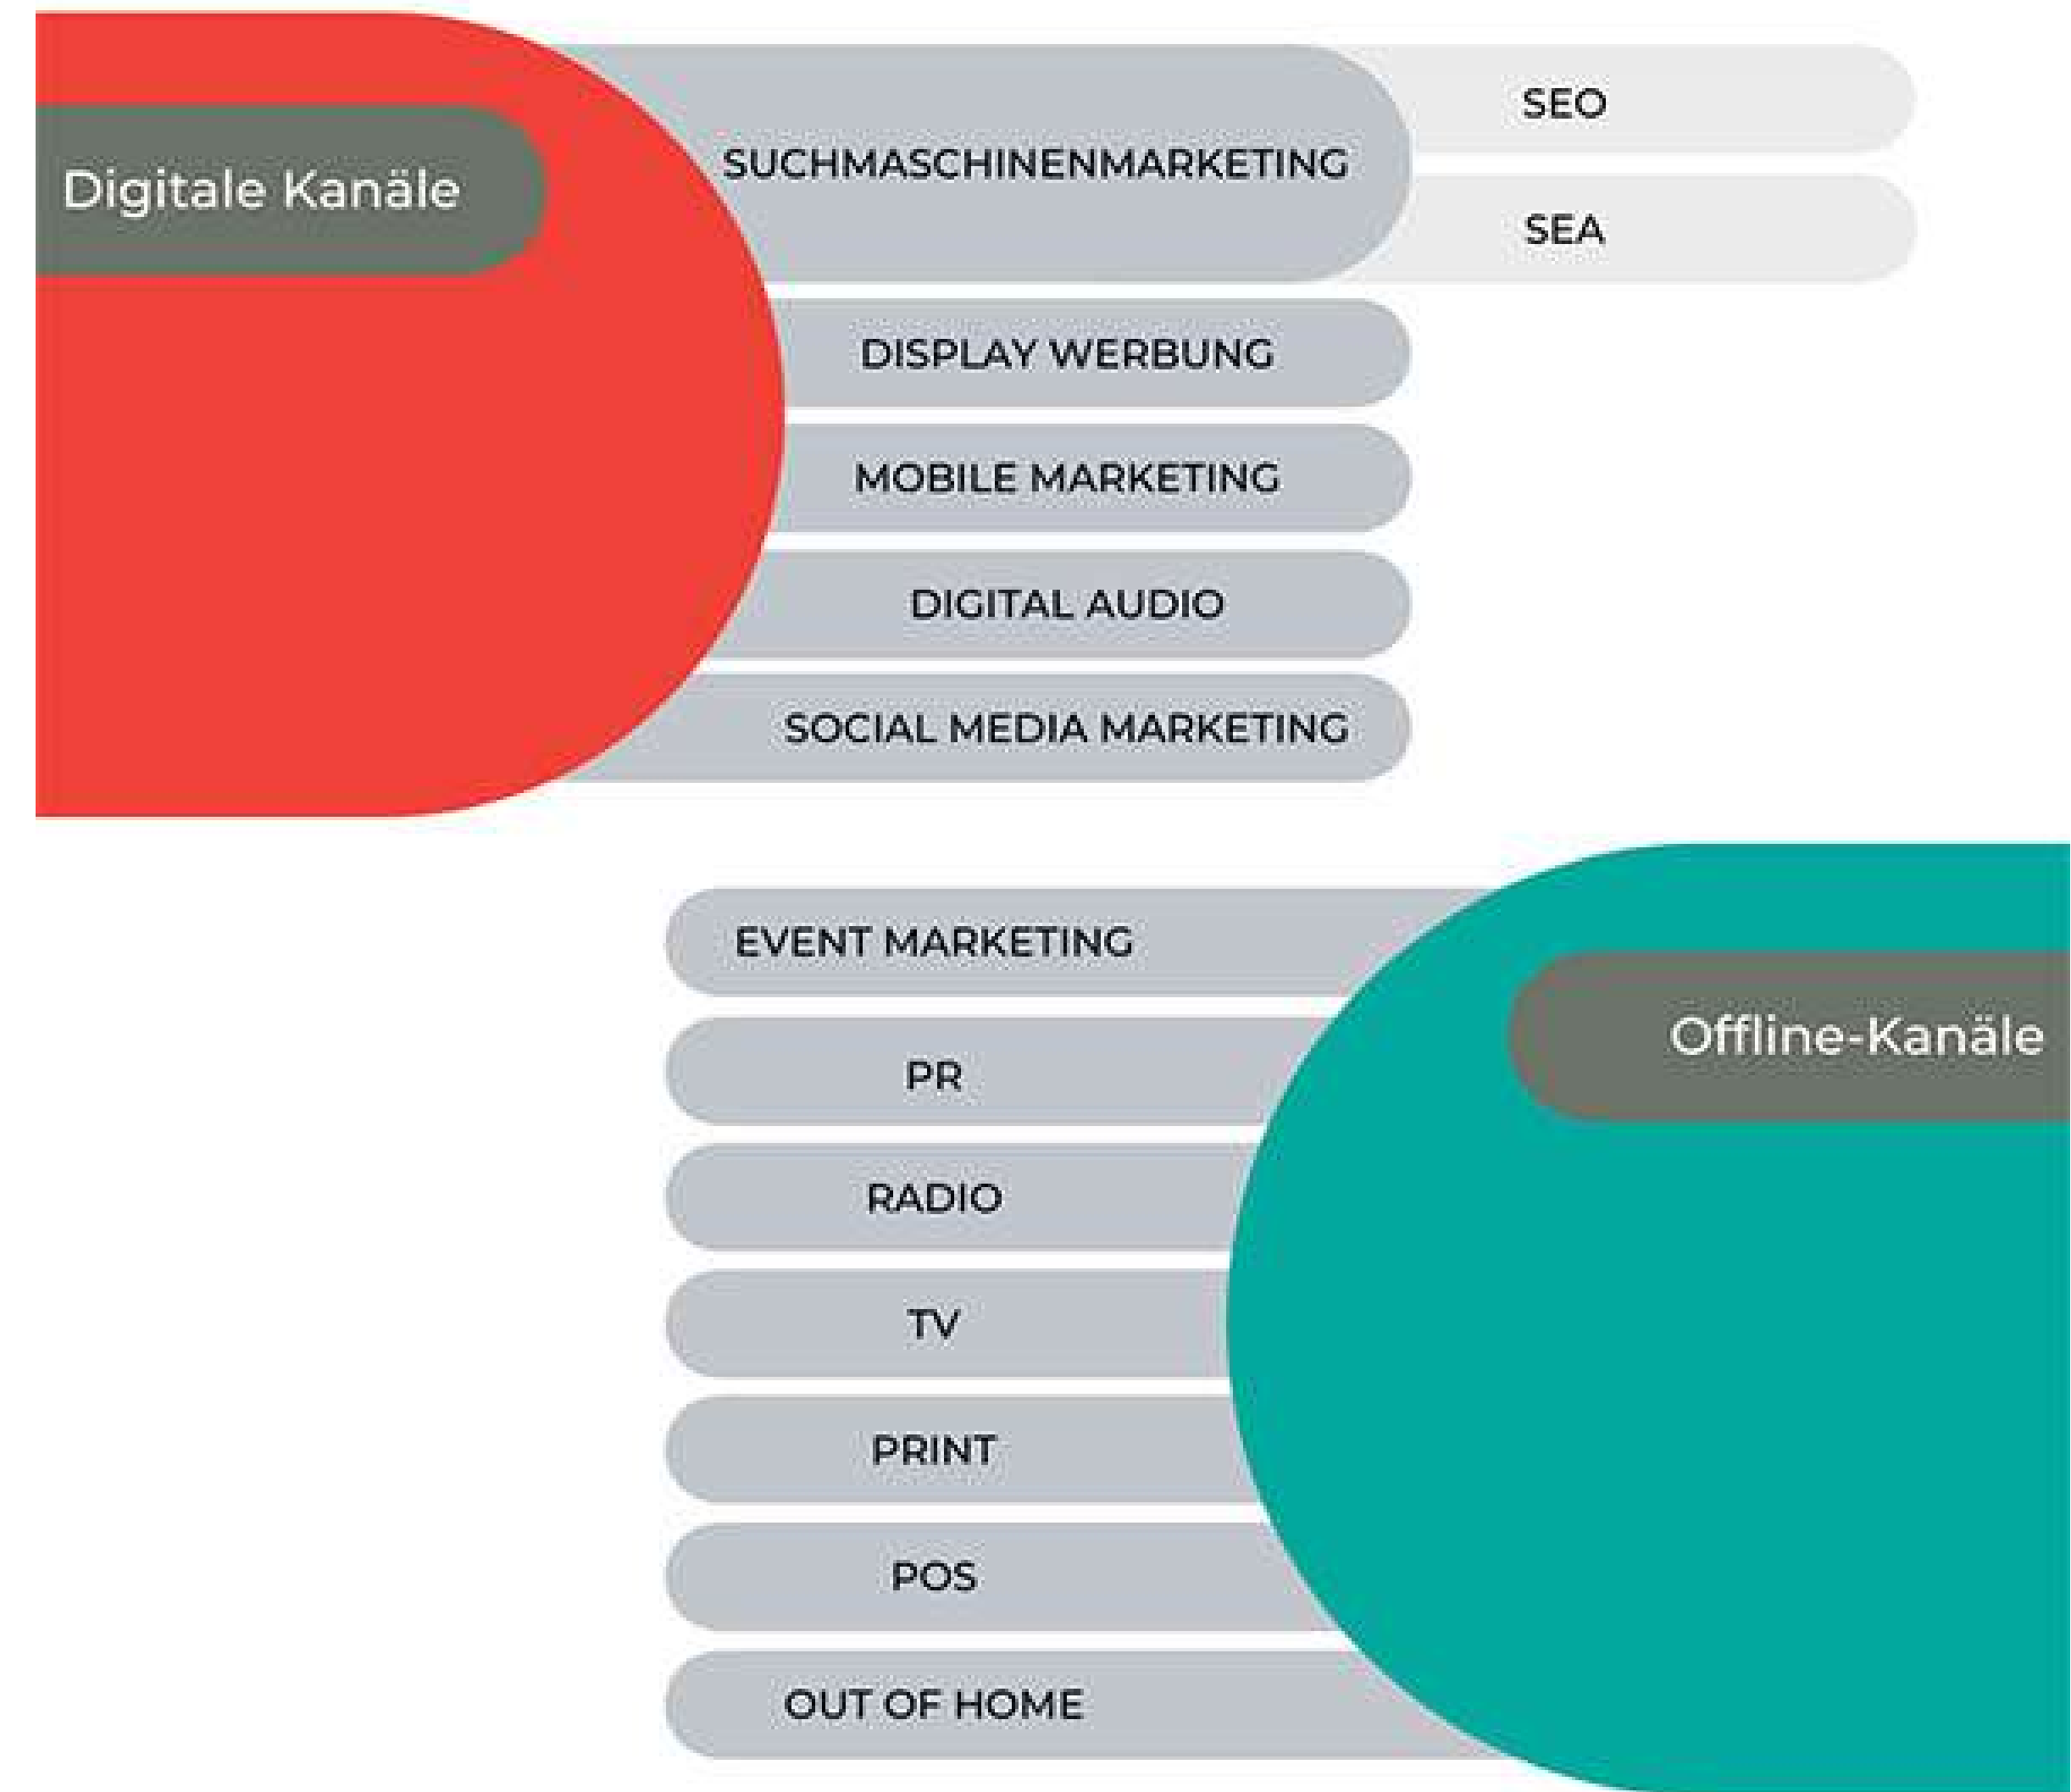 Digitale Kanäle
SUCHMASCHINENMARKETING
SEO
SEA
DISPLAY WERBUNG
MOBILE MARKETING
DIGITAL AUDIO
SOCIAL MEDIA MARKETING
Offline-Kanäle
EVENT MARKETING
PR
RADIO
TV
PRINT
POS
OUT OF HOME